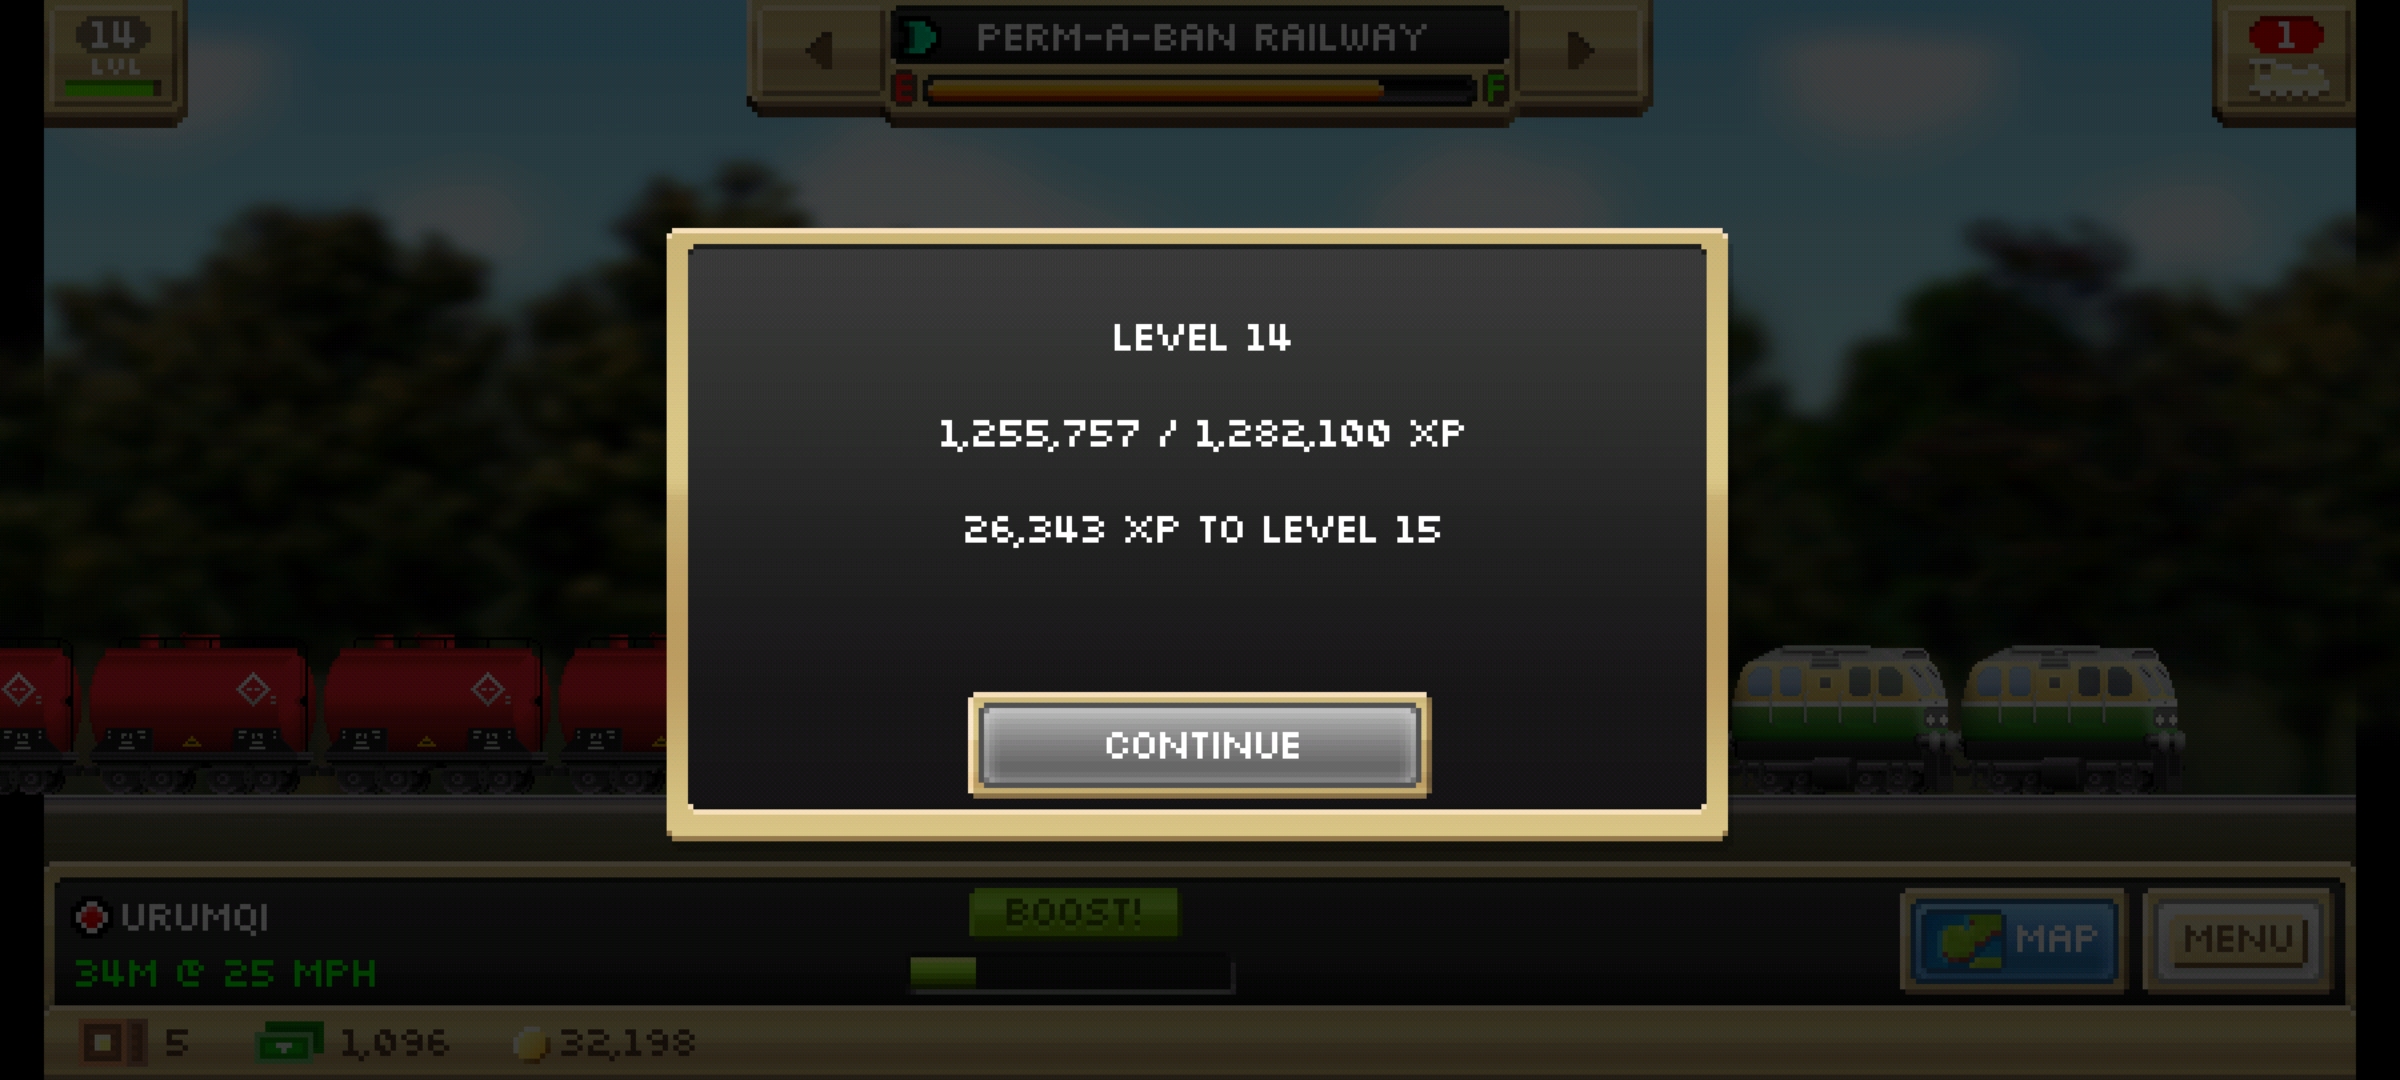 14
LVL
PERM-A-BAN RAILWAY
E
F
1
LEVEL 14
1,255,757 / 1,282,100 XP
26,343 XP TO LEVEL 15
CONTINUE
URUMQI
34M @ 25 MPH
BOOST!
MAP
MENU
5
1,096
32,198